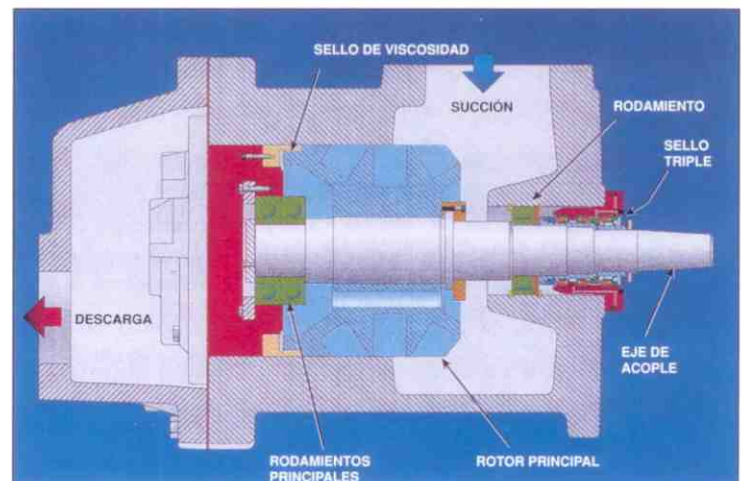 SELLO DE VISCOSIDAD
SUCCIÓN
RODAMIENTO
SELLO
TRIPLE
DESCARGA
EJE DE
ACOPLE
RODAMIENTOS
PRINCIPALES
ROTOR PRINCIPAL